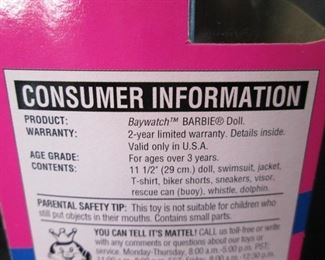 CONSUMER INFORMATION
PRODUCT: Baywatch™ BARBIE® Doll.
WARRANTY: 2-year limited warranty. Details inside.
Valid only in U.S.A.
AGE GRADE: For ages over 3 years.
CONTENTS: 11 1/2" (29 cm.) doll, swimsuit, jacket,
T-shirt, biker shorts, sneakers, visor,
rescue can (buoy), whistle, dolphin.
PARENTAL SAFETY TIP: This toy is not suitable for children who
still put objects in their mouths. Contains small parts.
YOU CAN TELL IT'S MATTEL! CALL us toll-free or write
with any comments or questions about our toys or
service. Monday-Thursday, 8:00 a.m.-5:00 p.m. PST;